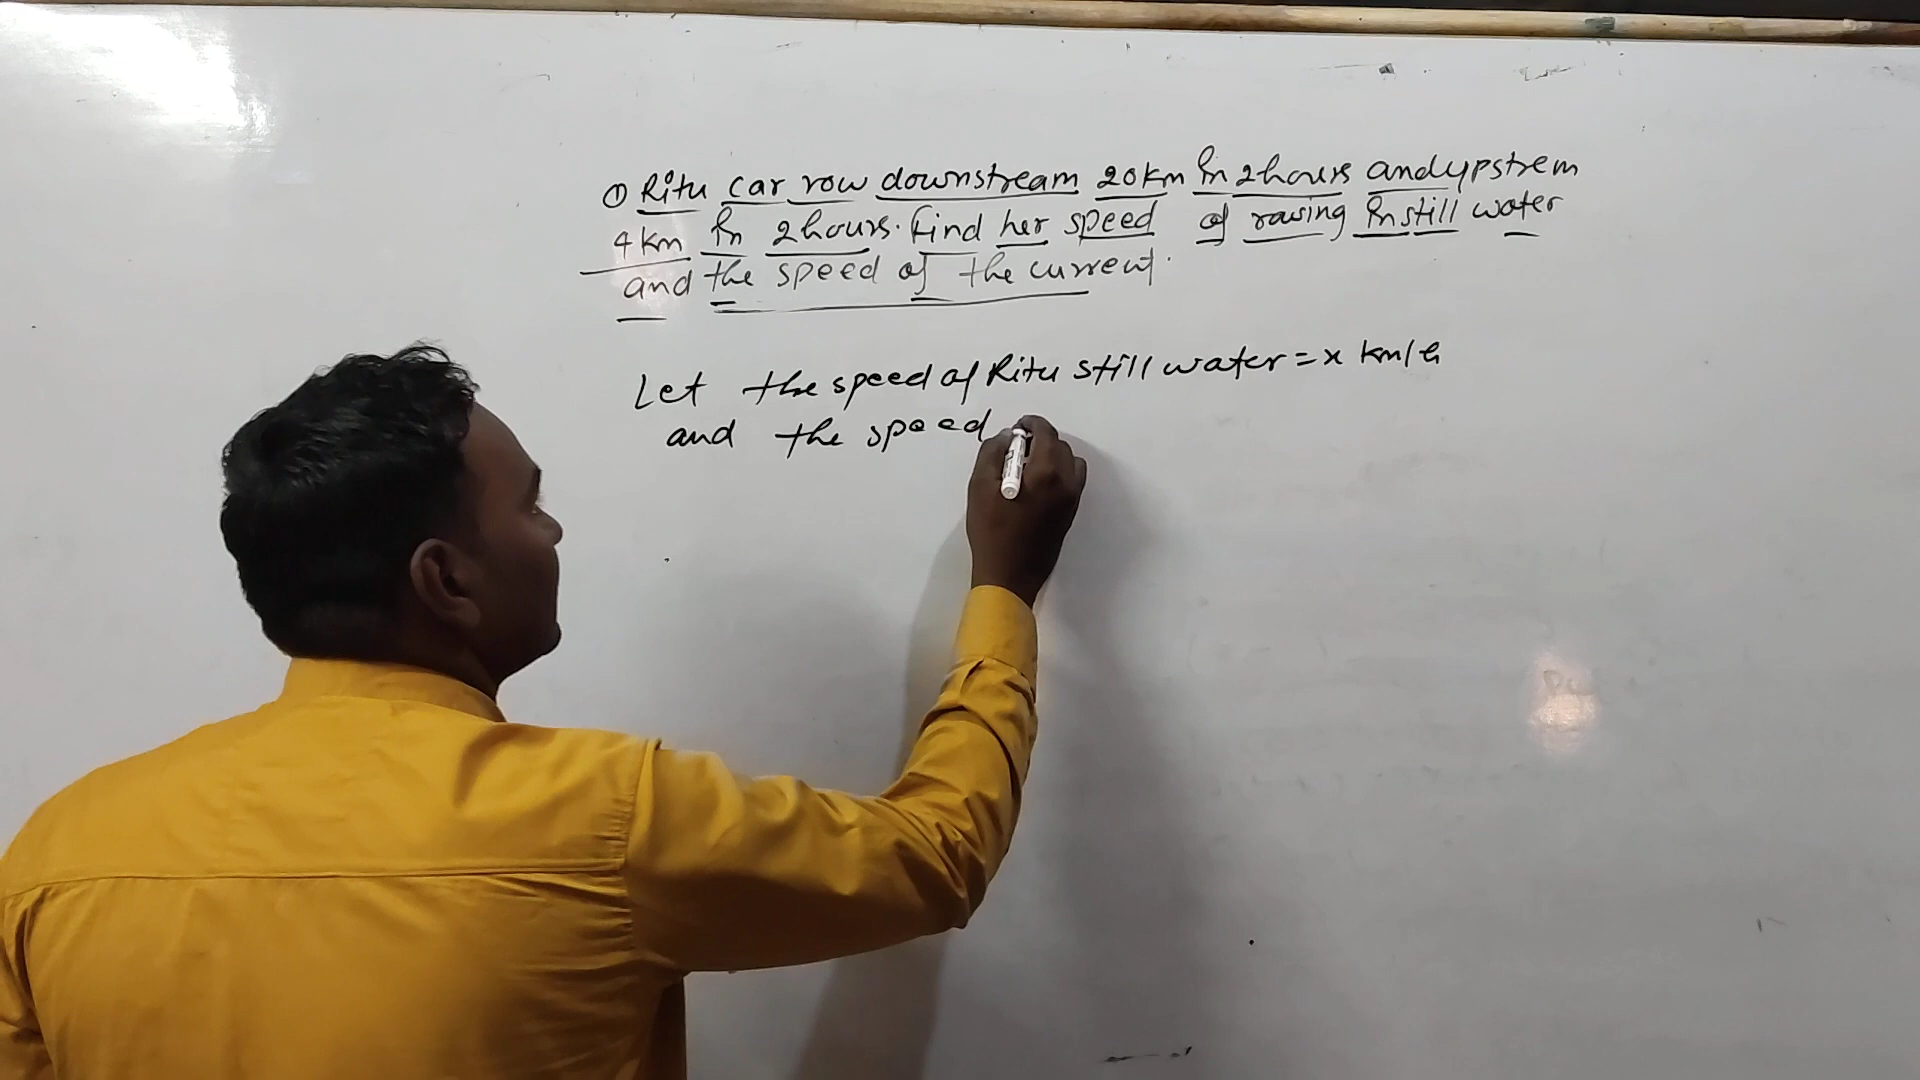 ① Ritu car row downstream 20km in 2hours and upstrem
4km in 2hours. Find her speed of rowing in still water
and the speed of the current.
Let the speed of Ritu still water = x km/h
and the speed